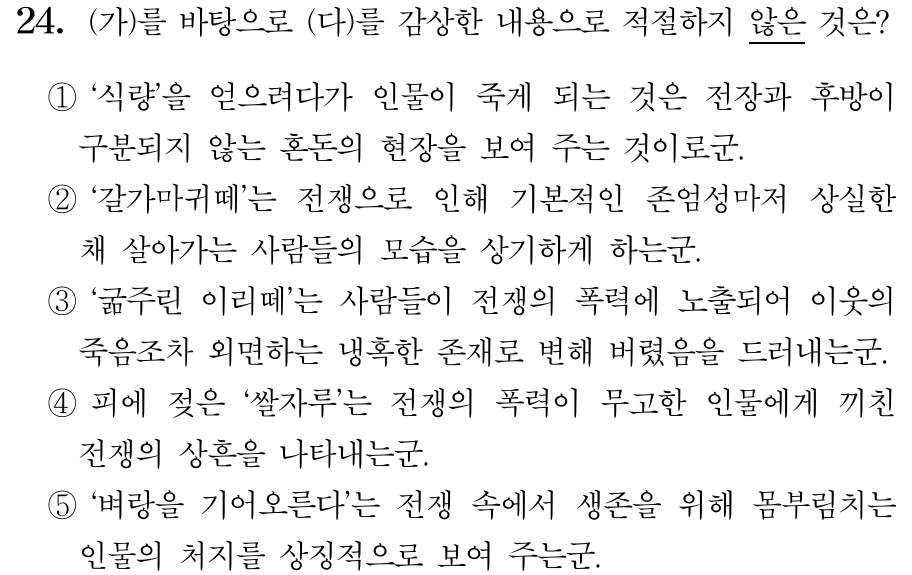 24. (가)를 바탕으로 (다)를 감상한 내용으로 적절하지 않은 것은?
① ‘식량’을 얻으려다가 인물이 죽게 되는 것은 전장과 후방이
구분되지 않는 혼돈의 현장을 보여 주는 것이로군.
② ‘갈가마귀떼’는 전쟁으로 인해 기본적인 존엄성마저 상실한
채 살아가는 사람들의 모습을 상기하게 하는군.
③ ‘굶주린 이리떼’는 사람들이 전쟁의 폭력에 노출되어 이웃의
죽음조차 외면하는 냉혹한 존재로 변해 버렸음을 드러내는군.
④ 피에 젖은 ‘쌀자루’는 전쟁의 폭력이 무고한 인물에게 끼친
전쟁의 상흔을 나타내는군.
⑤ ‘벼랑을 기어오른다’는 전쟁 속에서 생존을 위해 몸부림치는
인물의 처지를 상징적으로 보여 주는군.